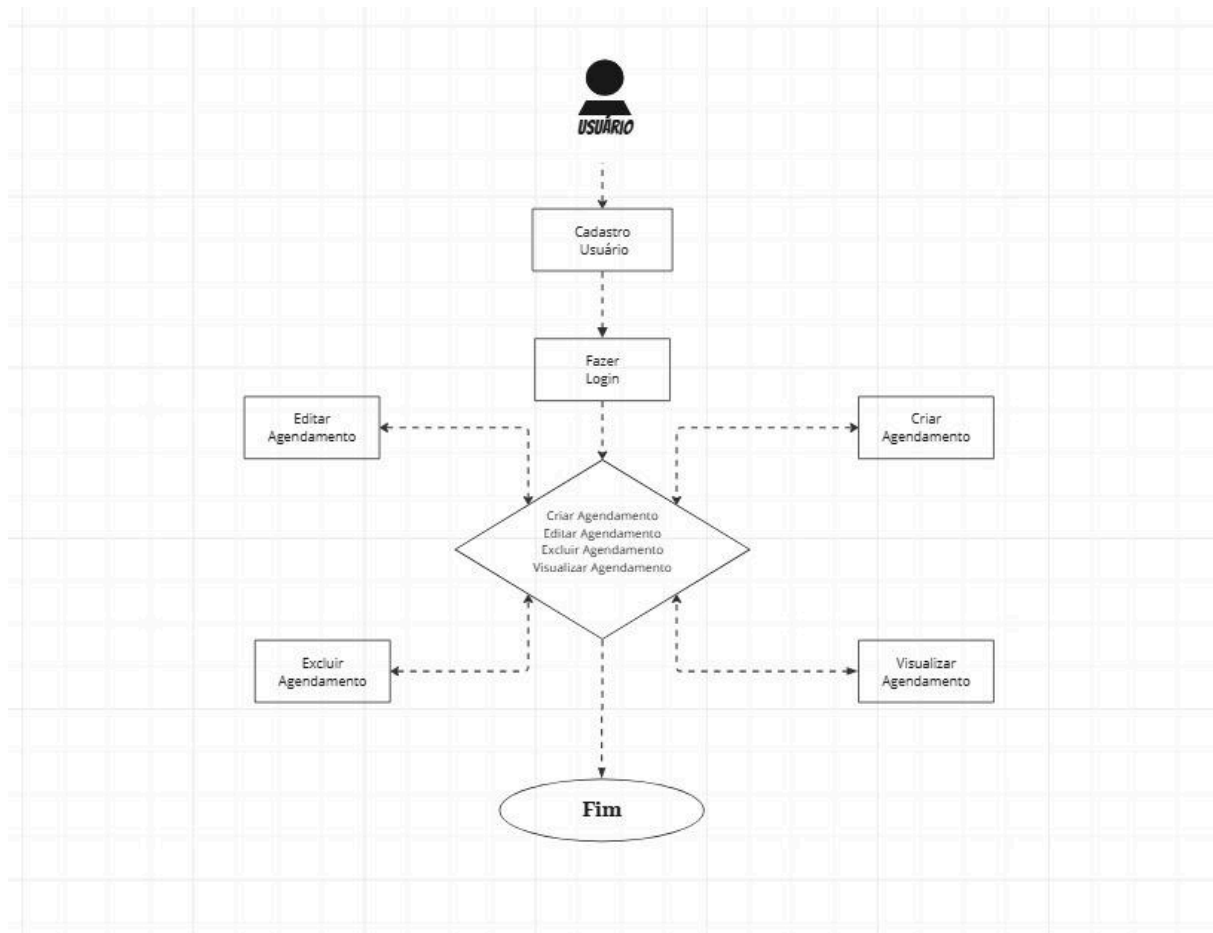 USUÁRIO
Cadastro
Usuário
Fazer
Login
Editar
Agendamento
Criar
Agendamento
Criar Agendamento
Editar Agendamento
Excluir Agendamento
Visualizar Agendamento
Excluir
Agendamento
Visualizar
Agendamento
Fim